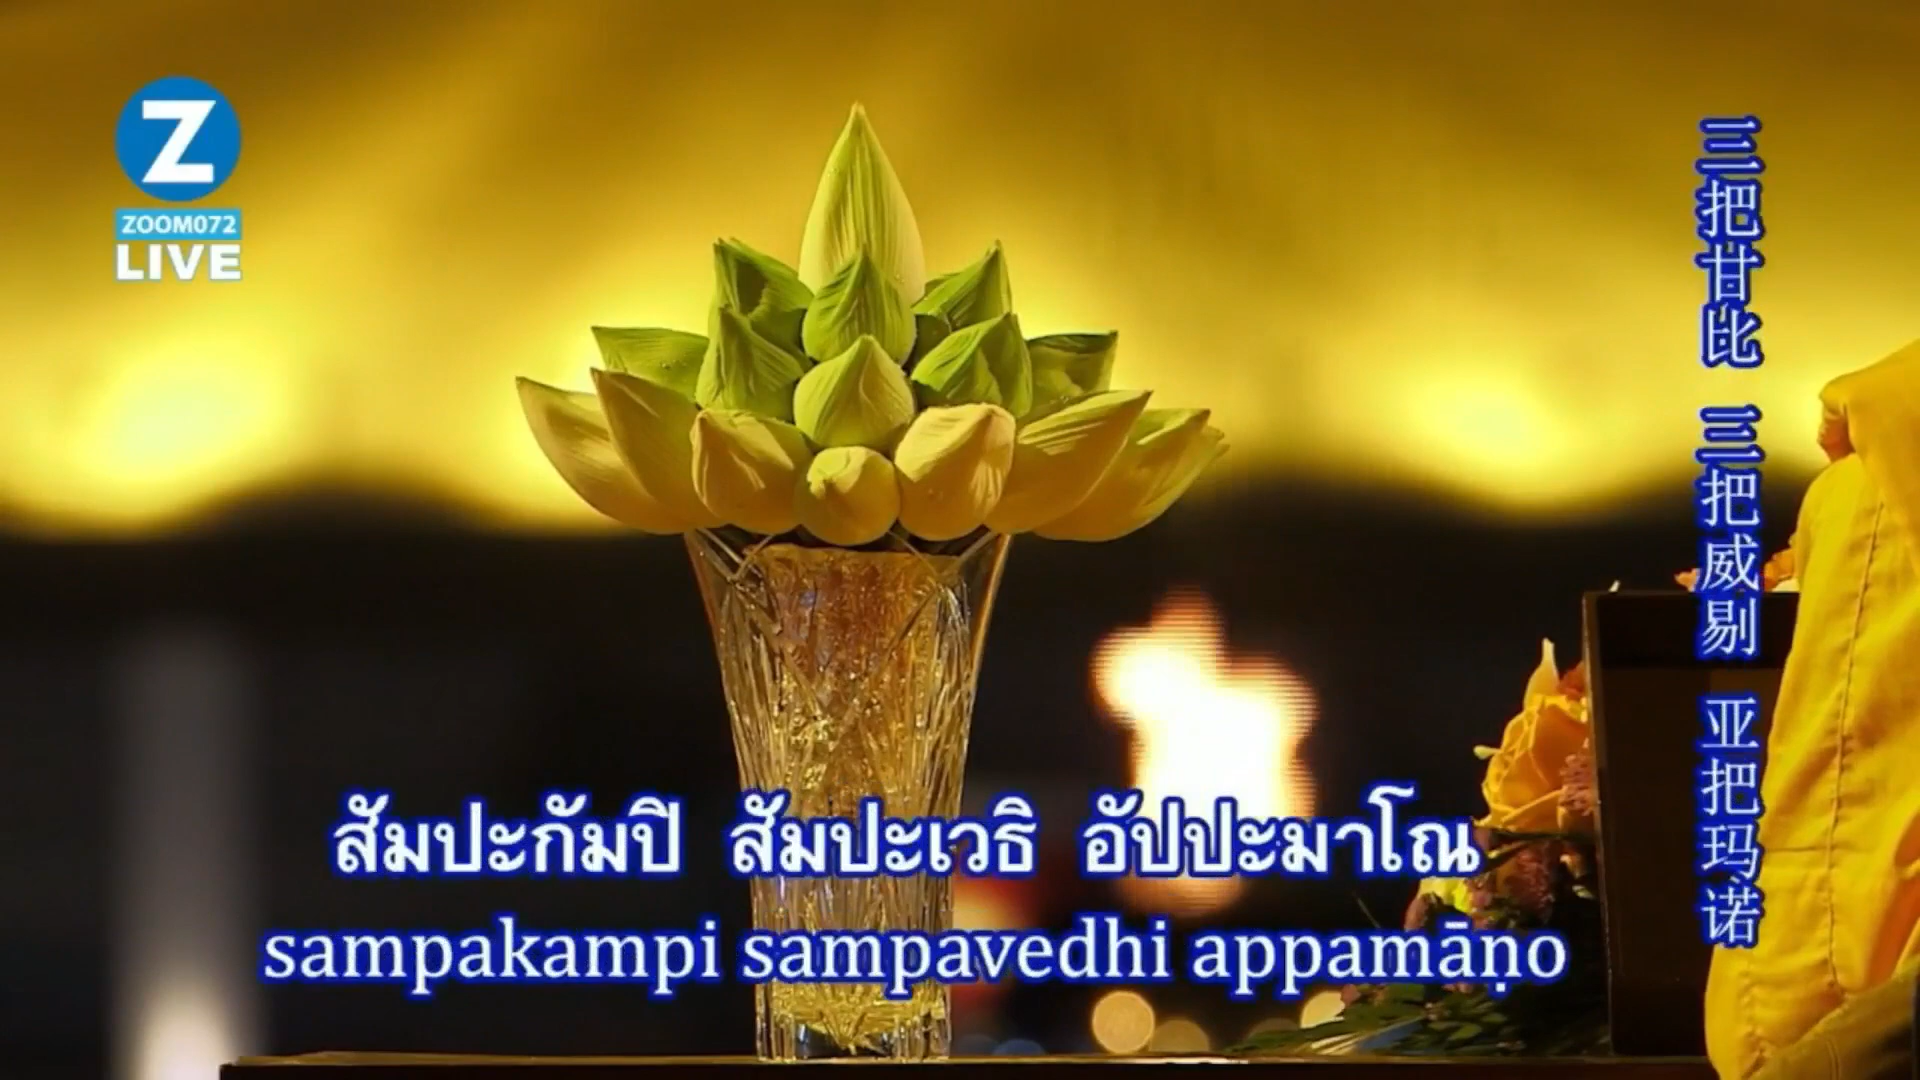 Z
ZOOM072
LIVE
三把甘比 三把威剔 亚把玛诺
สัมปะกัมปิ สัมปะเวธิ อัปปะมาโณ
sampakampi sampavedhi appamāṇo